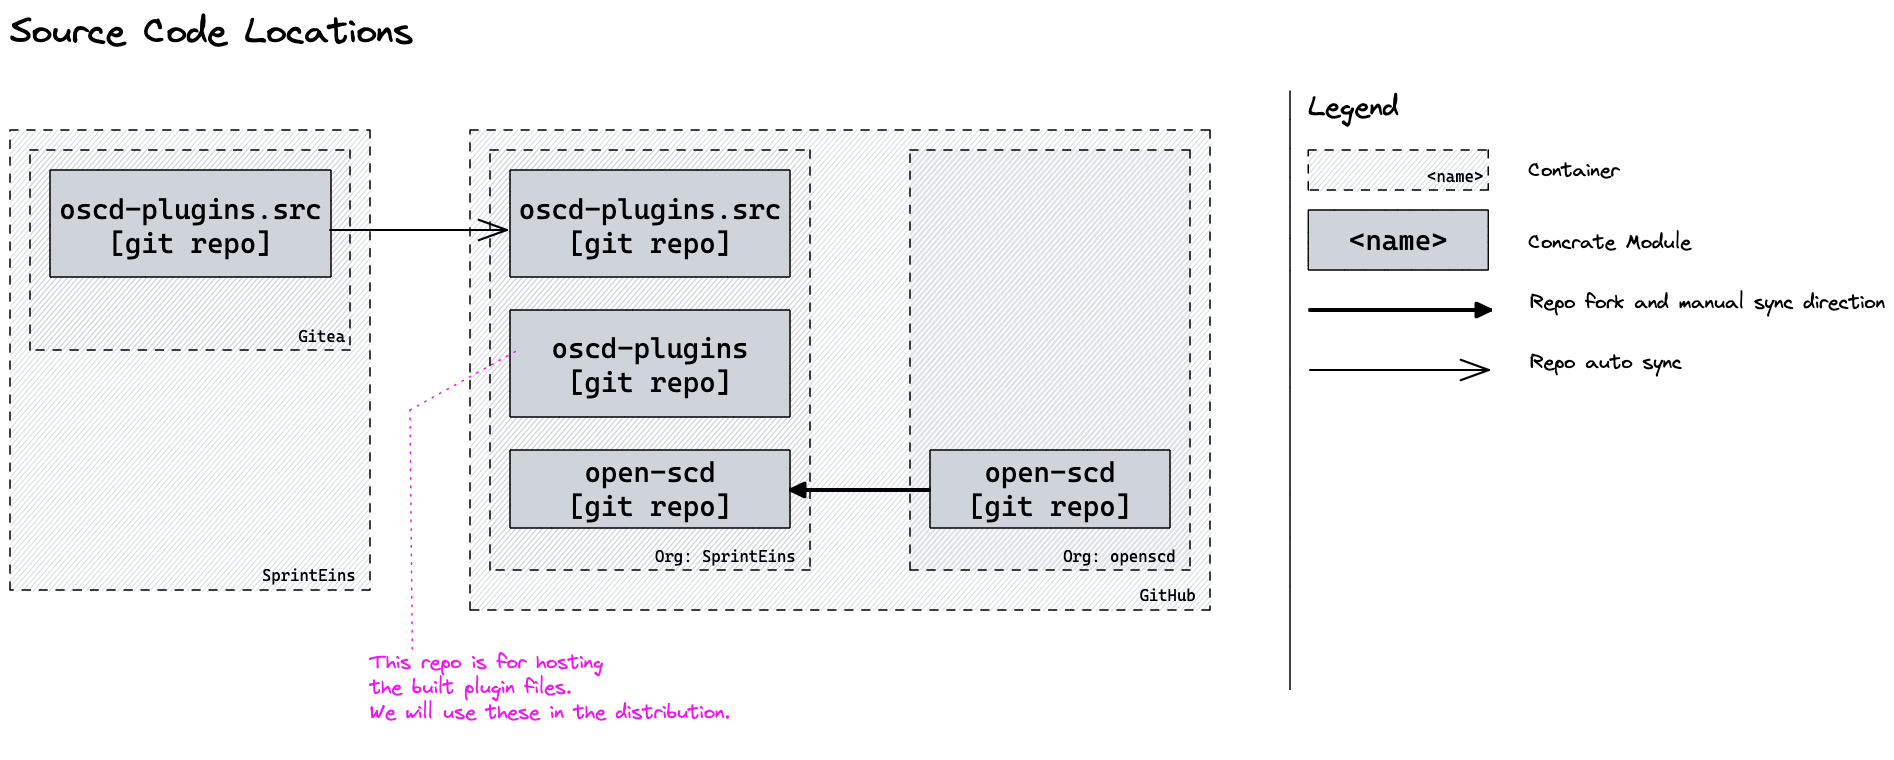 Source Code Locations
oscd-plugins.src
[git repo]
Gitea
SprintEins
oscd-plugins.src
[git repo]
oscd-plugins
[git repo]
open-scd
[git repo]
Org: SprintEins
open-scd
[git repo]
Org: openscd
GitHub
This repo is for hosting
the built plugin files.
We will use these in the distribution.
Legend
<name>
Container
<name>
Concrate Module
Repo fork and manual sync direction
Repo auto sync